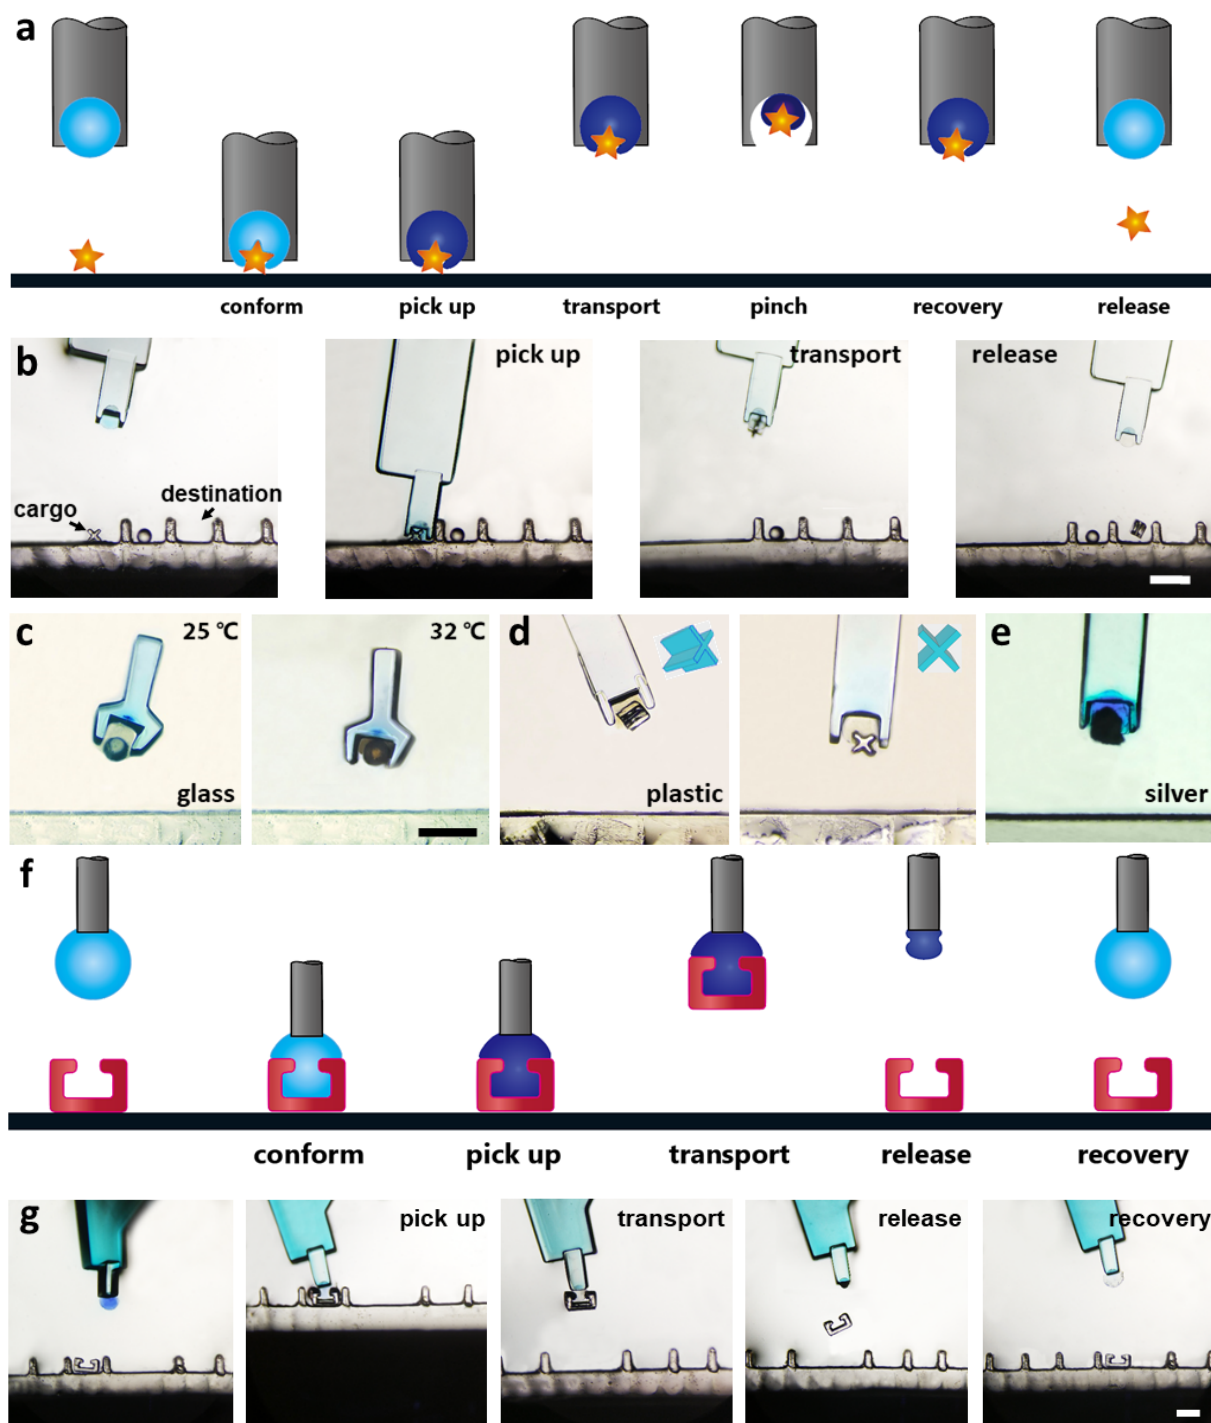 a
conform
pick up
transport
pinch
recovery
release
b
cargo
destination
pick up
transport
release
c
25 ℃
glass
32 ℃
d
plastic
e
silver
f
conform
pick up
transport
release
recovery
g
pick up
transport
release
recovery